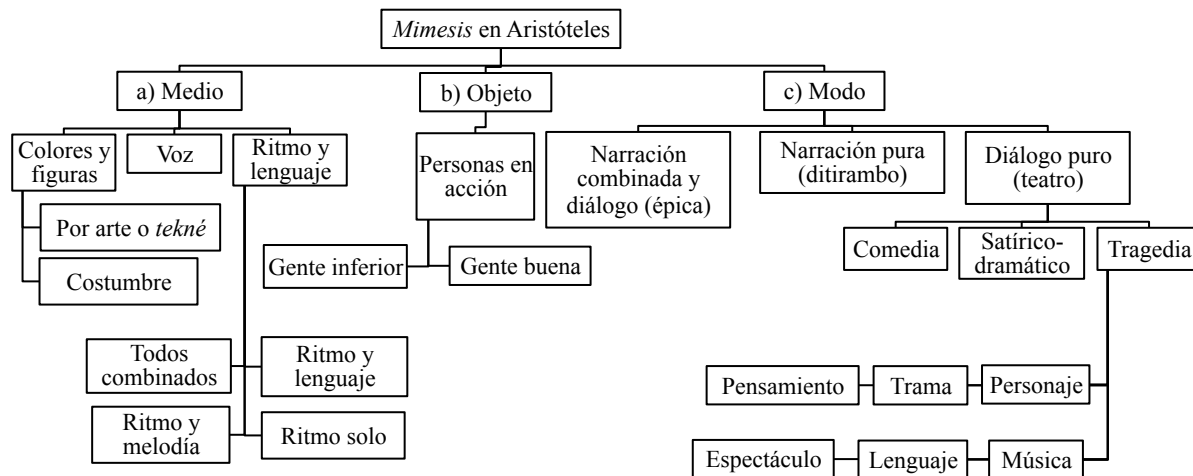 Mimesis en Aristóteles
a) Medio
b) Objeto
c) Modo
Colores y
figuras
Voz
Ritmo y
lenguaje
Por arte o tekné
Costumbre
Todos
combinados
Ritmo y
lenguaje
Ritmo y
melodía
Ritmo solo
Personas en
acción
Gente inferior
Gente buena
Narración
combinada y
diálogo (épica)
Narración pura
(ditirambo)
Diálogo puro
(teatro)
Comedia
Satírico-
dramático
Tragedia
Pensamiento
Trama
Personaje
Espectáculo
Lenguaje
Música